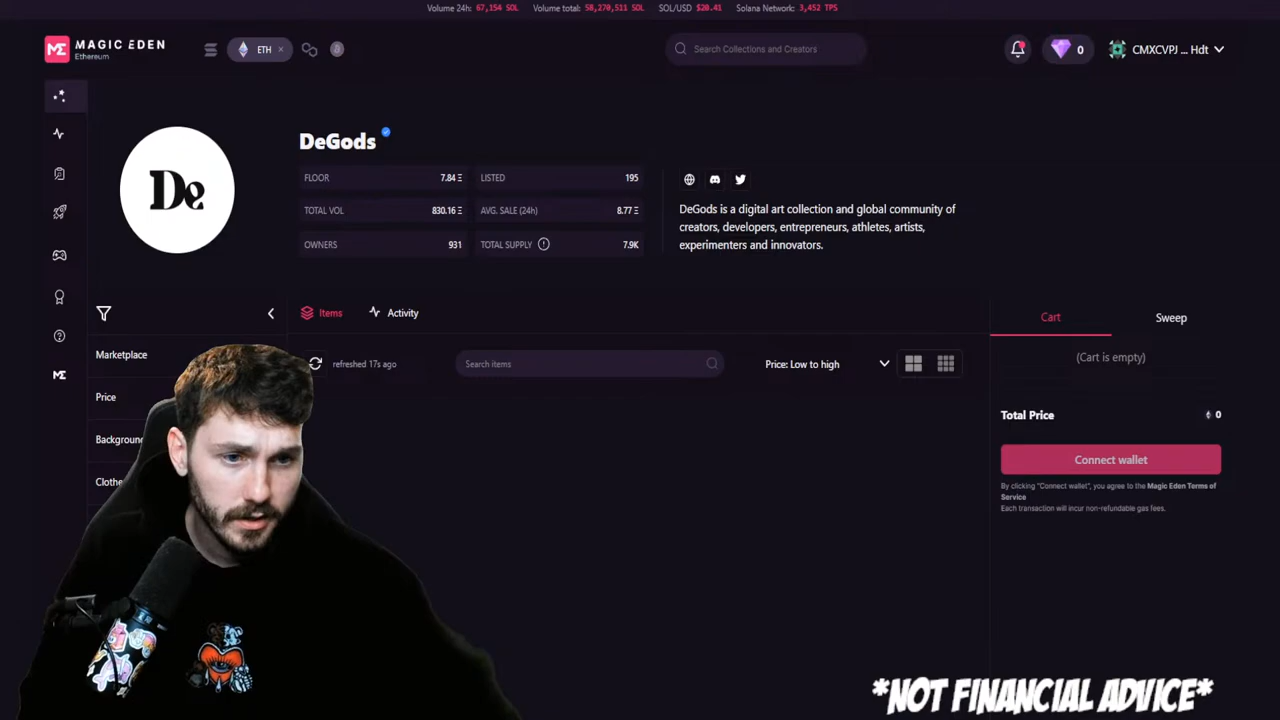 Volume 24h: 67,154 SOL Volume total: 58,270,511 SOL SOL/USD $20.41 Solana Network: 3,452 TPS
ME MAGIC EDEN
Ethereum
ETH ×
Search Collections and Creators
0
CMXCVPJ ... Hdt
De
DeGods
FLOOR 7.84 Ξ LISTED 195
TOTAL VOL 830.16 Ξ AVG. SALE (24h) 8.77 Ξ
OWNERS 931 TOTAL SUPPLY 7.9K
DeGods is a digital art collection and global community of
creators, developers, entrepreneurs, athletes, artists,
experimenters and innovators.
Items Activity
Cart Sweep
Marketplace
refreshed 17s ago
Search items
Price: Low to high
(Cart is empty)
Price
Background
Clothe
ME
Total Price 0
Connect wallet
By clicking "Connect wallet", you agree to the Magic Eden Terms of
Service
Each transaction will incur non-refundable gas fees.
*NOT FINANCIAL ADVICE*